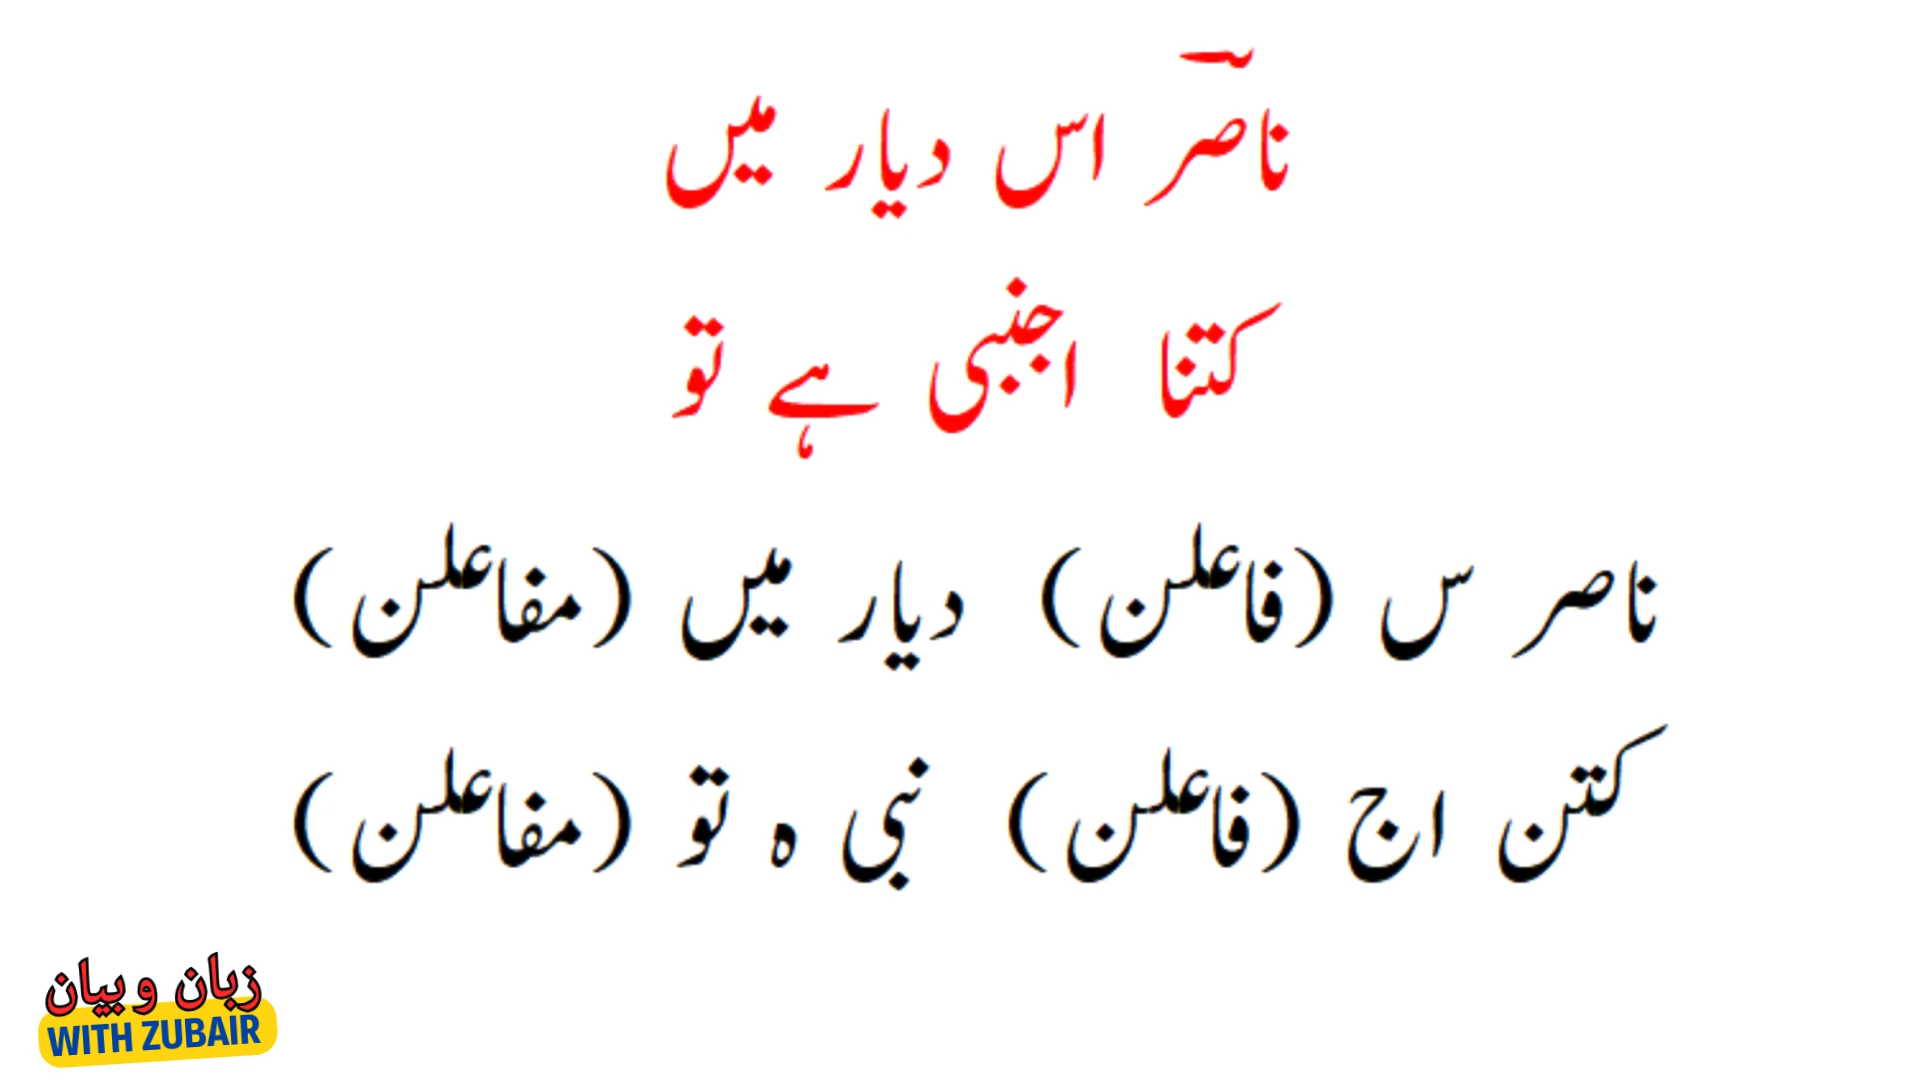 ناصرؔ اس دیار میں
کتنا اجنبی ہے تو
ناصر س (فاعلن) دیار میں (مفاعلن)
کتن اج (فاعلن) نبی ہ تو (مفاعلن)
زبان و بیان
WITH ZUBAIR